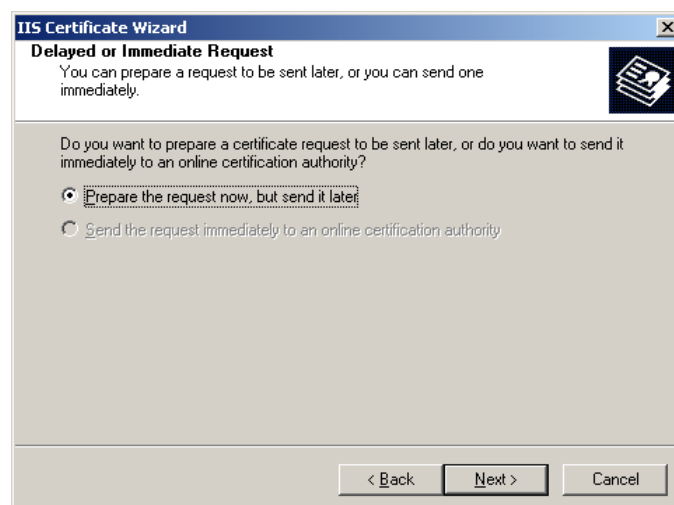 IIS Certificate Wizard
Delayed or Immediate Request
You can prepare a request to be sent later, or you can send one
immediately.
Do you want to prepare a certificate request to be sent later, or do you want to send it
immediately to an online certification authority?
Prepare the request now, but send it later
Send the request immediately to an online certification authority
< Back
Next >
Cancel